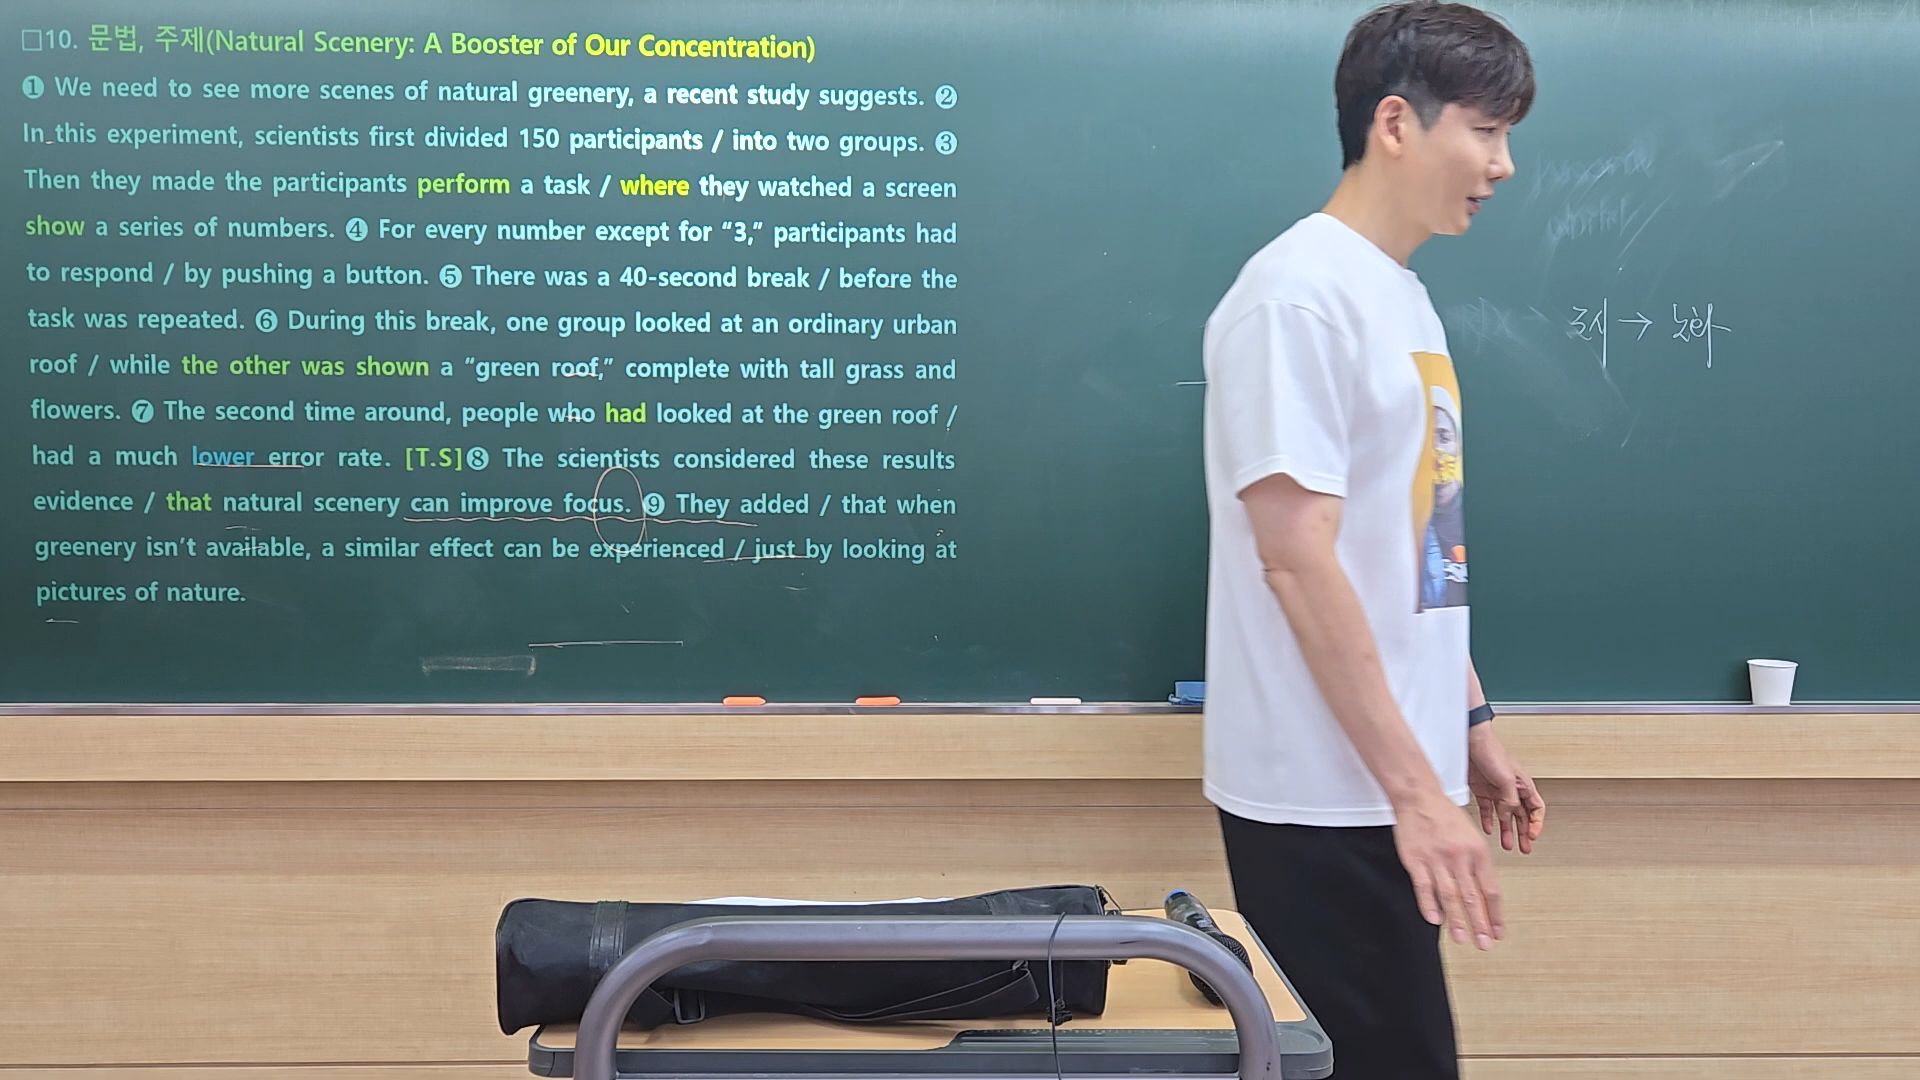 □10. 문법, 주제(Natural Scenery: A Booster of Our Concentration)
❶ We need to see more scenes of natural greenery, a recent study suggests. ❷
In this experiment, scientists first divided 150 participants / into two groups. ❸
Then they made the participants perform a task / where they watched a screen
show a series of numbers. ❹ For every number except for “3,” participants had
to respond / by pushing a button. ❺ There was a 40-second break / before the
task was repeated. ❻ During this break, one group looked at an ordinary urban
roof / while the other was shown a “green roof,” complete with tall grass and
flowers. ❼ The second time around, people who had looked at the green roof /
had a much lower error rate. [T.S]❽ The scientists considered these results
evidence / that natural scenery can improve focus. ❾ They added / that when
greenery isn’t available, a similar effect can be experienced / just by looking at
pictures of nature.